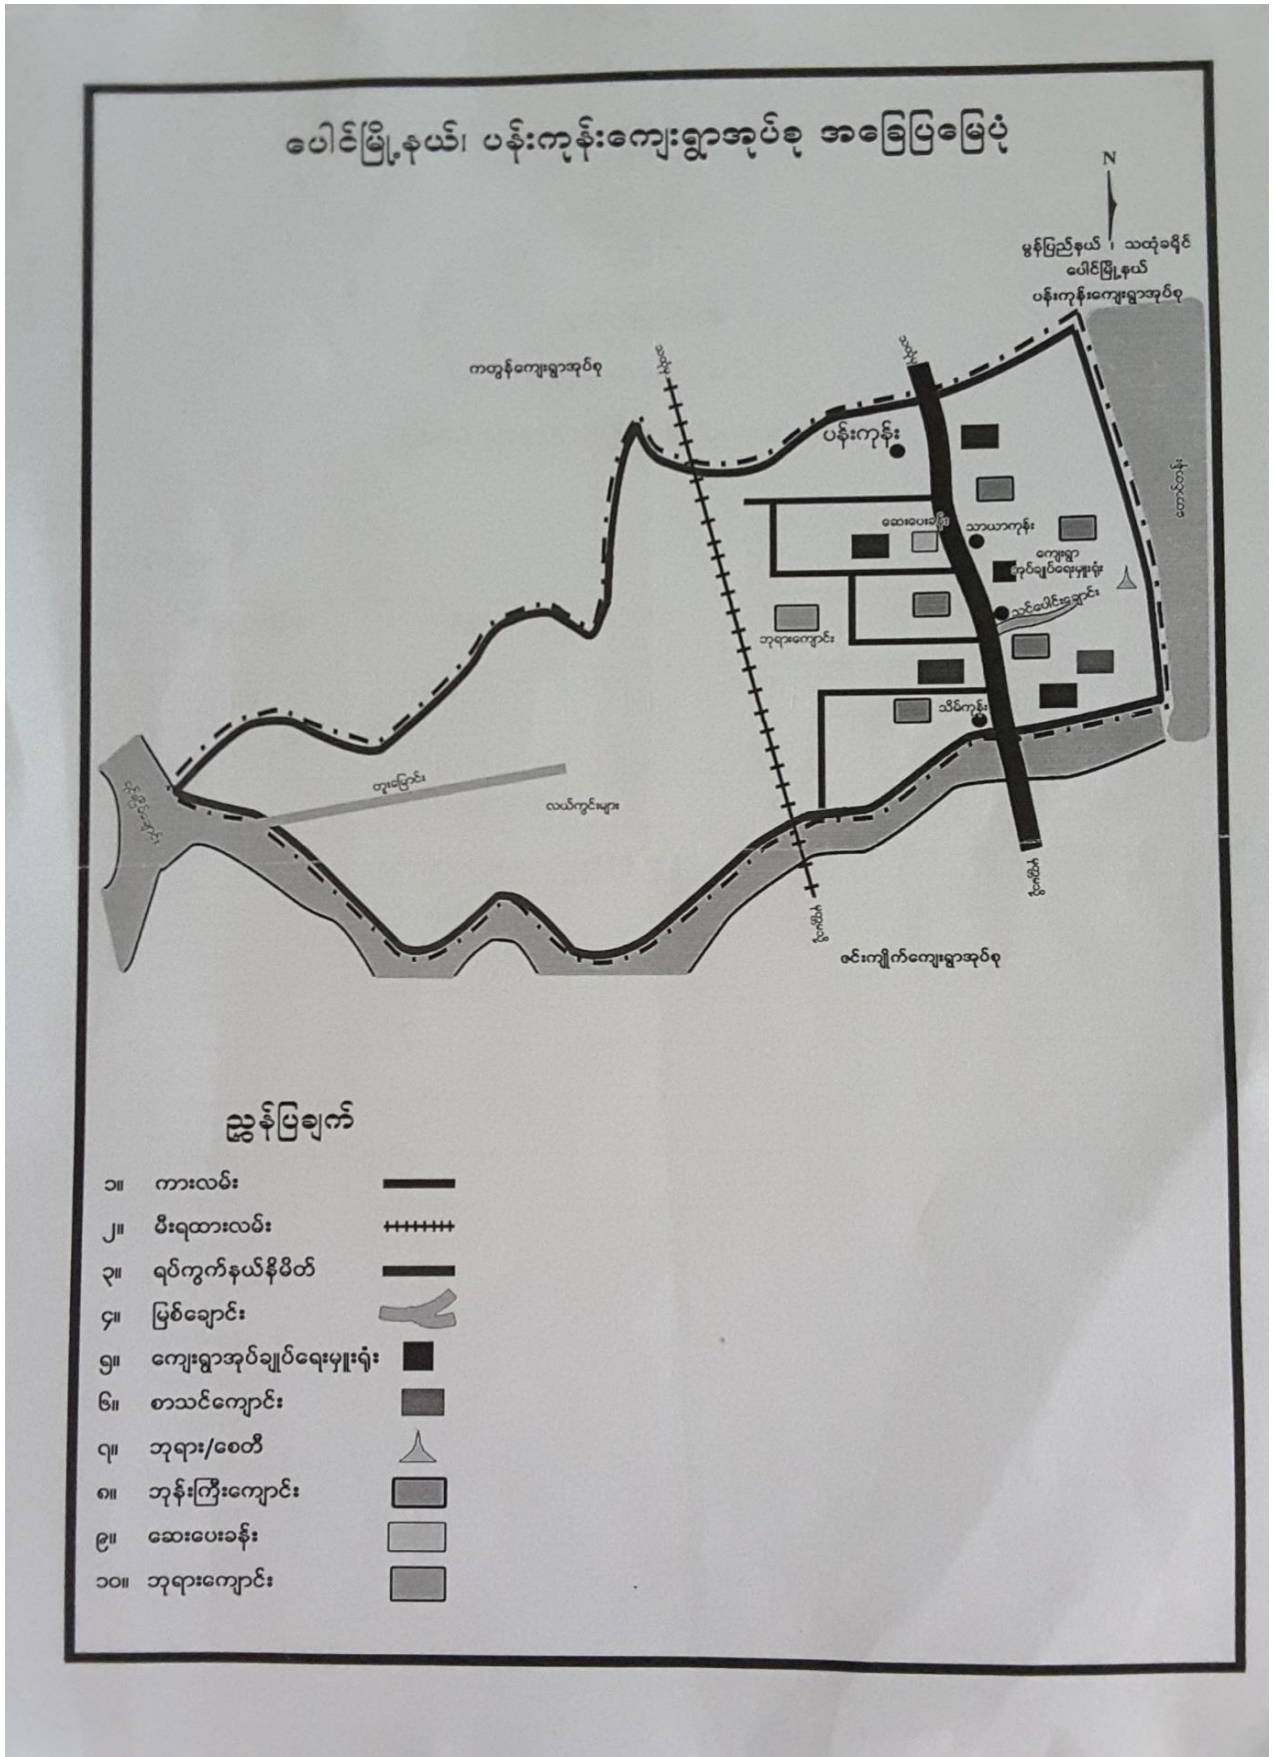 ပေါင်မြို့နယ်၊ ပန်းကုန်းကျေးရွာအုပ်စု အခြေပြမြေပုံ
N
မွန်ပြည်နယ် ၊ သထုံခရိုင်
ပေါင်မြို့နယ်
ပန်းကုန်းကျေးရွာအုပ်စု
ကတွန်ကျေးရွာအုပ်စု
ပန်းကုန်း
တောင်တန်း
ဆေးပေးခန်း
သာယာကုန်း
ကျေးရွာ
အုပ်ချုပ်ရေးမှူးရုံး
သင်ပေါင်းချောင်း
ဘုရားကျောင်း
သိမ်ကုန်း
တူးမြောင်း
လယ်ကွင်းများ
ဇင်းကျိုက်ကျေးရွာအုပ်စု
ညွှန်ပြချက်
၁။ ကားလမ်း
၂။ မီးရထားလမ်း
၃။ ရပ်ကွက်နယ်နိမိတ်
၄။ မြစ်ချောင်း
၅။ ကျေးရွာအုပ်ချုပ်ရေးမှူးရုံး
၆။ စာသင်ကျောင်း
၇။ ဘုရား/စေတီ
၈။ ဘုန်းကြီးကျောင်း
၉။ ဆေးပေးခန်း
၁၀။ ဘုရားကျောင်း